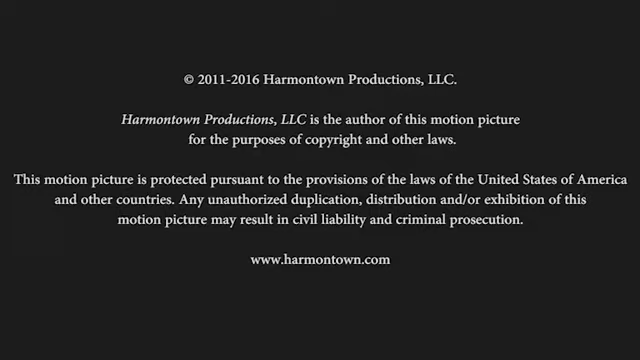 © 2011-2016 Harmontown Productions, LLC.
Harmontown Productions, LLC is the author of this motion picture
for the purposes of copyright and other laws.
This motion picture is protected pursuant to the provisions of the laws of the United States of America
and other countries. Any unauthorized duplication, distribution and/or exhibition of this
motion picture may result in civil liability and criminal prosecution.
www.harmontown.com